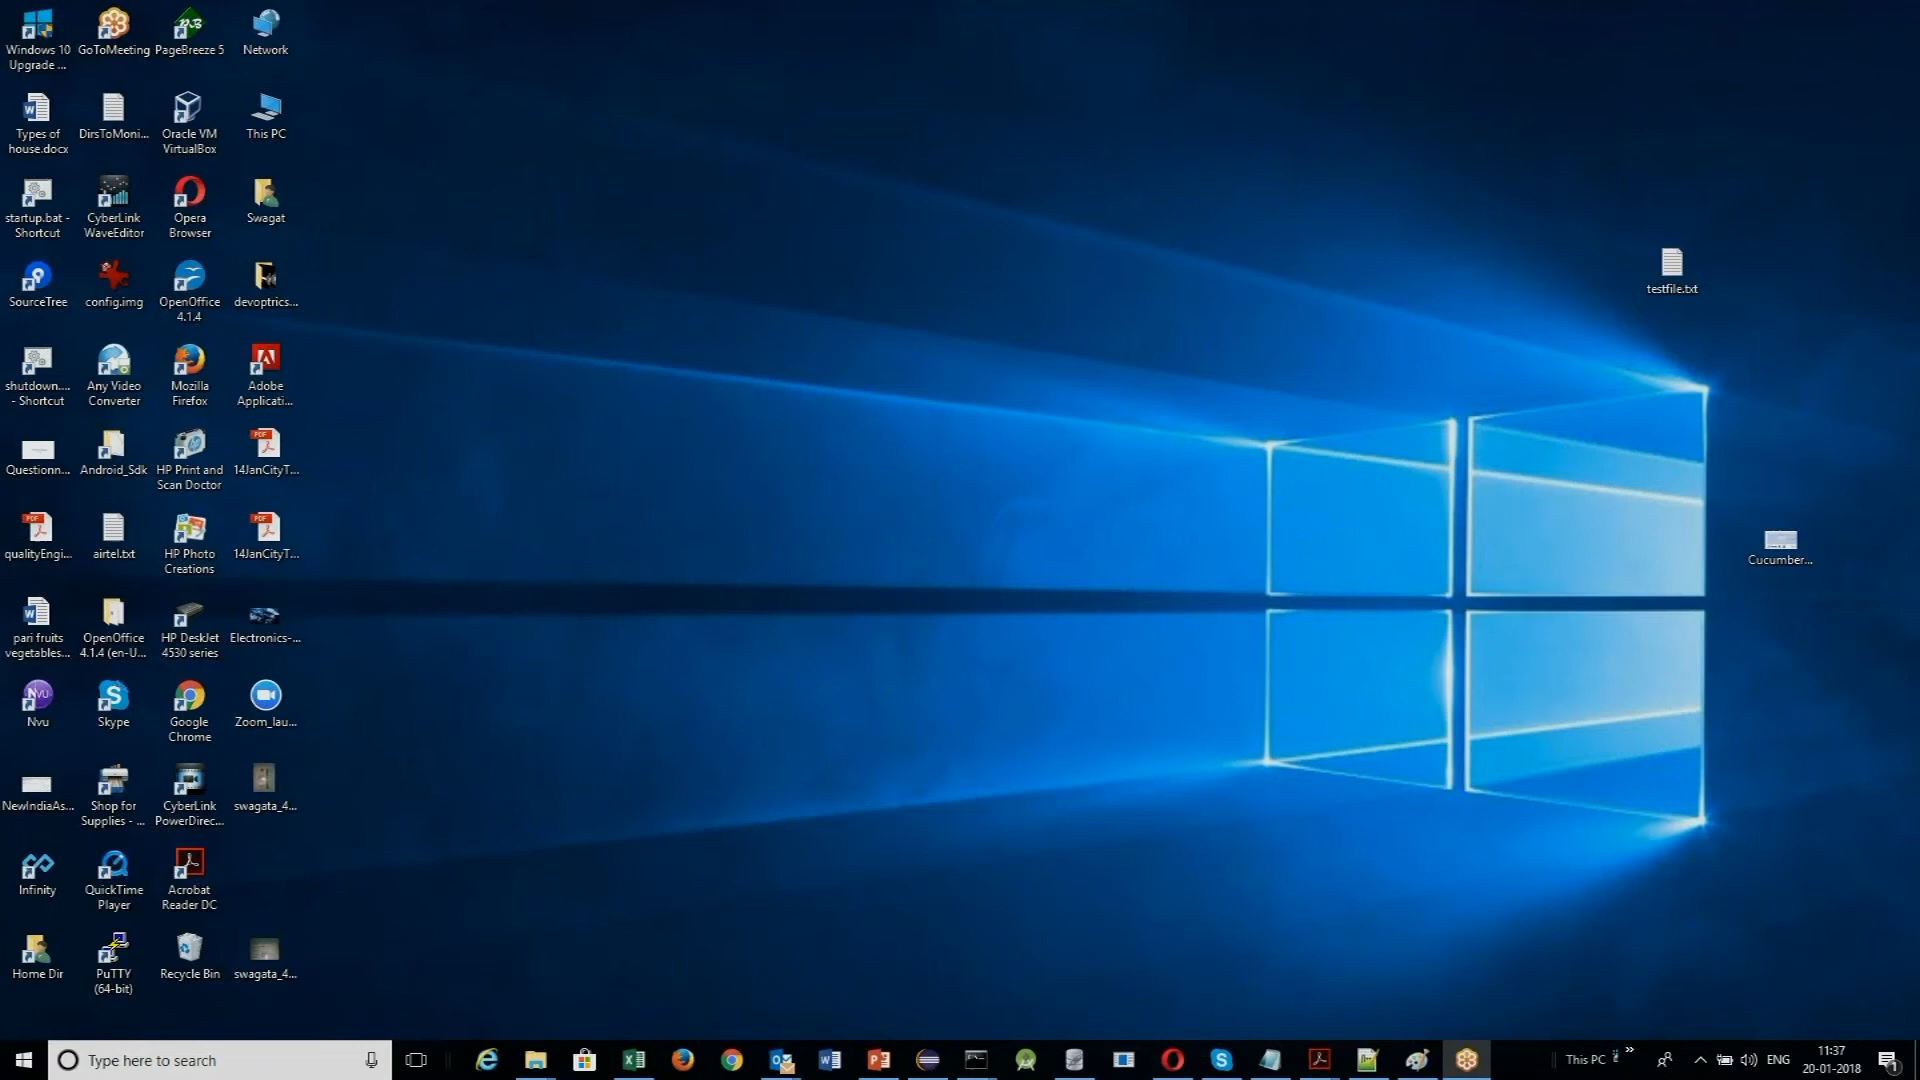 Windows 10
Upgrade ...
GoToMeeting
PageBreeze 5
Network
Types of
house.docx
DirsToMoni...
Oracle VM
VirtualBox
This PC
startup.bat -
Shortcut
CyberLink
WaveEditor
Opera
Browser
Swagat
SourceTree
config.img
OpenOffice
4.1.4
devoptrics...
shutdown....
- Shortcut
Any Video
Converter
Mozilla
Firefox
Adobe
Applicati...
Questionn...
Android_Sdk
HP Print and
Scan Doctor
14JanCityT...
qualityEngi...
airtel.txt
HP Photo
Creations
14JanCityT...
pari fruits
vegetables...
OpenOffice
4.1.4 (en-U...
HP DeskJet
4530 series
Electronics-...
Nvu
Skype
Google
Chrome
Zoom_lau...
NewIndiaAs...
Shop for
Supplies - ...
CyberLink
PowerDirec...
swagata_4...
Infinity
QuickTime
Player
Acrobat
Reader DC
Home Dir
PuTTY
(64-bit)
Recycle Bin
swagata_4...
testfile.txt
Cucumber...
Type here to search
This PC
ENG
11:37
20-01-2018